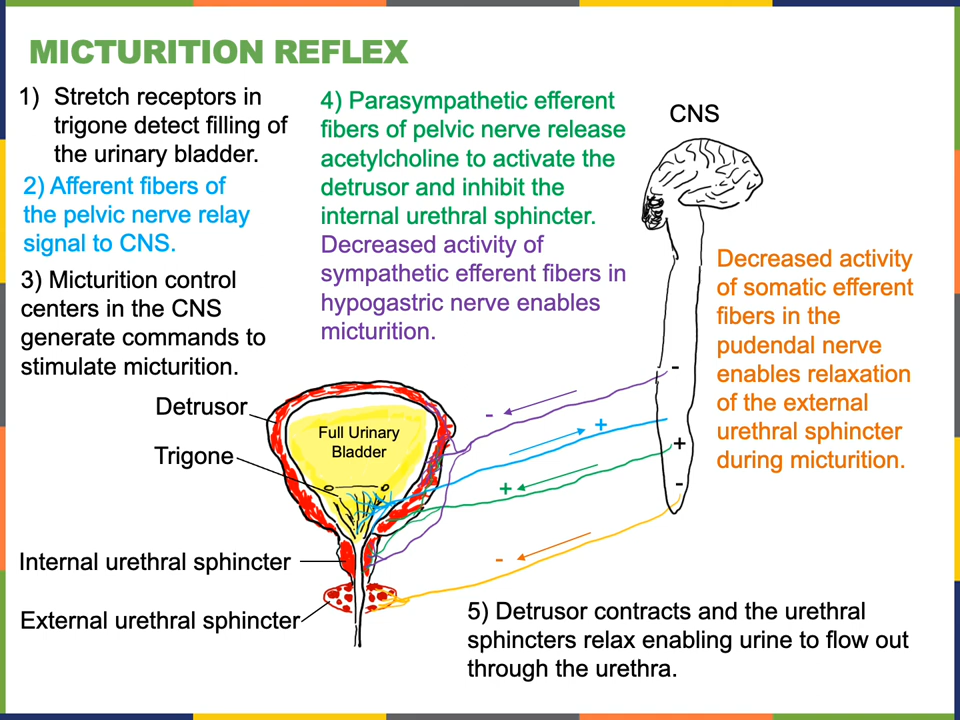 MICTURITION REFLEX
1) Stretch receptors in
trigone detect filling of
the urinary bladder.
2) Afferent fibers of
the pelvic nerve relay
signal to CNS.
3) Micturition control
centers in the CNS
generate commands to
stimulate micturition.
4) Parasympathetic efferent
fibers of pelvic nerve release
acetylcholine to activate the
detrusor and inhibit the
internal urethral sphincter.
Decreased activity of
sympathetic efferent fibers in
hypogastric nerve enables
micturition.
CNS
Decreased activity
of somatic efferent
fibers in the
pudendal nerve
enables relaxation
of the external
urethral sphincter
during micturition.
Detrusor
Trigone
Full Urinary
Bladder
Internal urethral sphincter
External urethral sphincter
-
+
+
-
-
+
-
5) Detrusor contracts and the urethral
sphincters relax enabling urine to flow out
through the urethra.